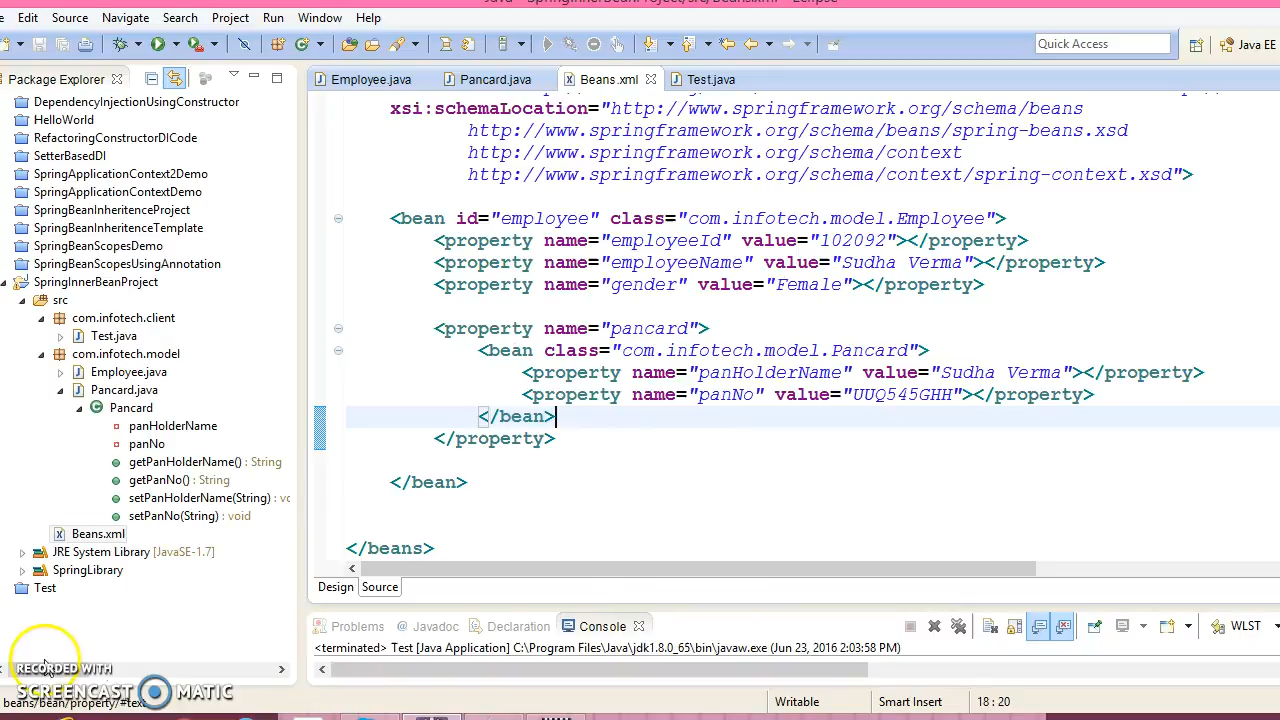 Java - SpringInnerBeanProject/src/Beans.xml - Eclipse
Edit Source Navigate Search Project Run Window Help
Quick Access
Java EE
Package Explorer
Employee.java Pancard.java Beans.xml Test.java
DependencyInjectionUsingConstructor
HelloWorld
RefactoringConstructorDICode
SetterBasedDI
SpringApplicationContext2Demo
SpringApplicationContextDemo
SpringBeanInheritenceProject
SpringBeanInheritenceTemplate
SpringBeanScopesDemo
SpringBeanScopesUsingAnnotation
SpringInnerBeanProject
src
com.infotech.client
Test.java
com.infotech.model
Employee.java
Pancard.java
Pancard
panHolderName
panNo
getPanHolderName() : String
getPanNo() : String
setPanHolderName(String) : vo
setPanNo(String) : void
Beans.xml
JRE System Library [JavaSE-1.7]
SpringLibrary
Test
xsi:schemaLocation="http://www.springframework.org/schema/beans
http://www.springframework.org/schema/beans/spring-beans.xsd
http://www.springframework.org/schema/context
http://www.springframework.org/schema/context/spring-context.xsd">
<bean id="employee" class="com.infotech.model.Employee">
<property name="employeeId" value="102092"></property>
<property name="employeeName" value="Sudha Verma"></property>
<property name="gender" value="Female"></property>
<property name="pancard">
<bean class="com.infotech.model.Pancard">
<property name="panHolderName" value="Sudha Verma"></property>
<property name="panNo" value="UUQ545GHH"></property>
</bean>
</property>
</bean>
</beans>
Design Source
Problems Javadoc Declaration Console
WLST
<terminated> Test [Java Application] C:\Program Files\Java\jdk1.8.0_65\bin\javaw.exe (Jun 23, 2016 2:03:58 PM)
RECORDED WITH
SCREENCAST MATIC
beans/bean/property/#text
Writable
Smart Insert
18 : 20